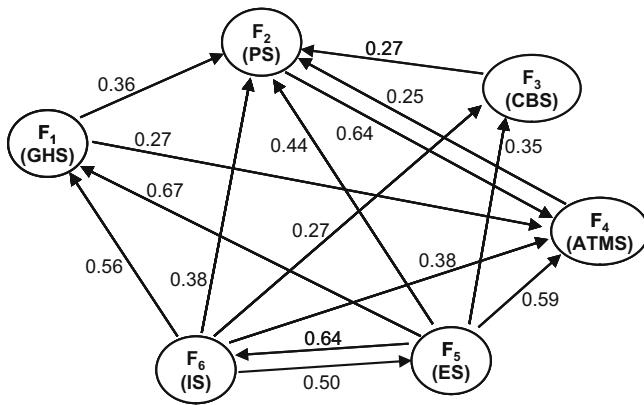 F2
(PS)
0.27
F3
(CBS)
0.36
0.25
F1
(GHS)
0.27
0.64
0.44
0.35
0.67
F4
(ATMS)
0.27
0.56
0.38
0.38
0.59
0.64
F6
(IS)
F5
(ES)
0.50